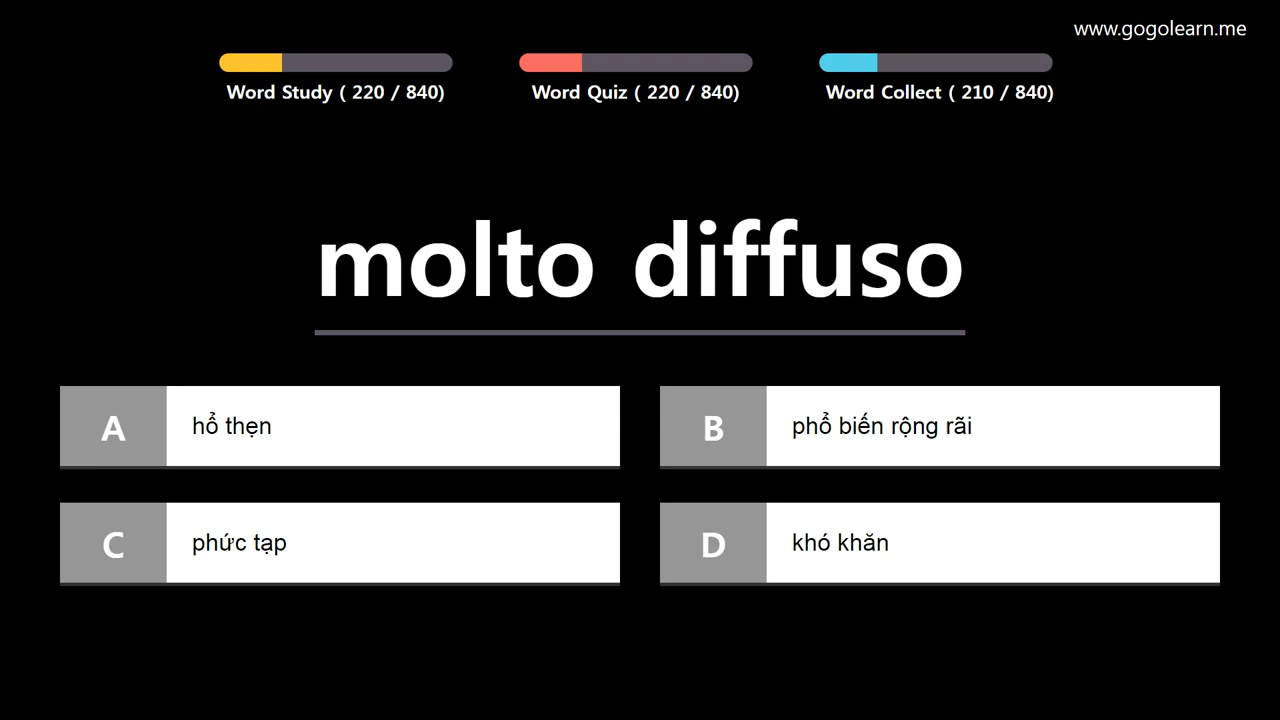 www.gogolearn.me
Word Study ( 220 / 840)
Word Quiz ( 220 / 840)
Word Collect ( 210 / 840)
molto diffuso
A hổ thẹn
B phổ biến rộng rãi
C phức tạp
D khó khăn